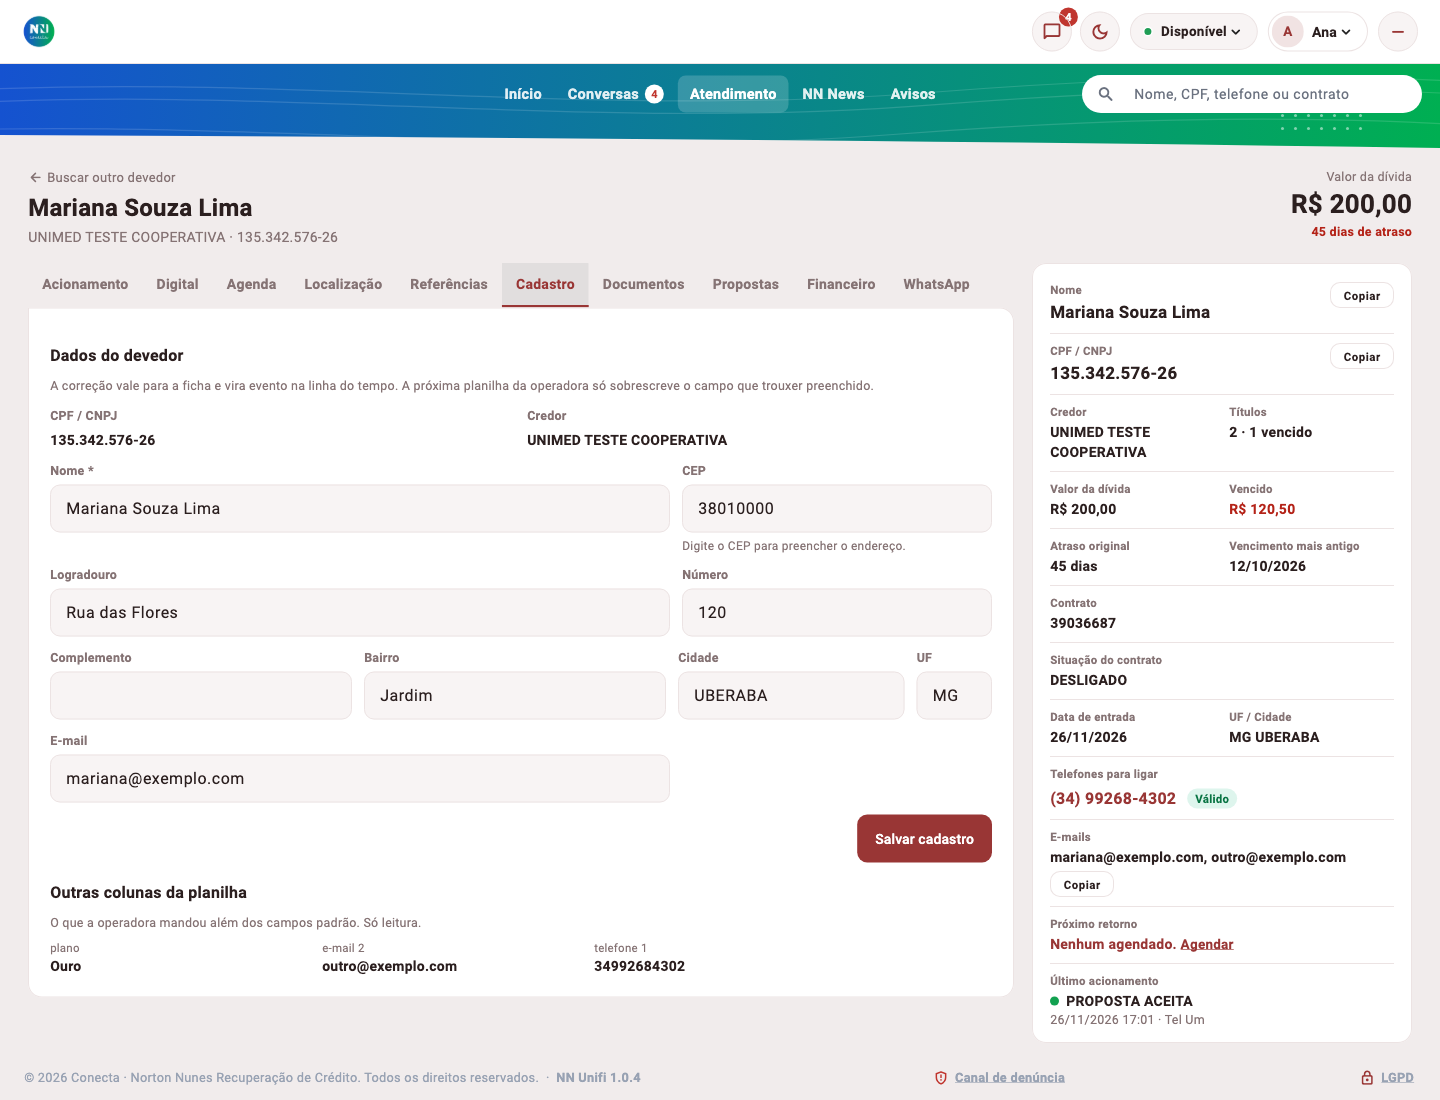 NN
4
Disponível
A
Ana
Início
Conversas 4
Atendimento
NN News
Avisos
Nome, CPF, telefone ou contrato
← Buscar outro devedor
Mariana Souza Lima
UNIMED TESTE COOPERATIVA · 135.342.576-26
Valor da dívida
R$ 200,00
45 dias de atraso
Acionamento
Digital
Agenda
Localização
Referências
Cadastro
Documentos
Propostas
Financeiro
WhatsApp
Dados do devedor
A correção vale para a ficha e vira evento na linha do tempo. A próxima planilha da operadora só sobrescreve o campo que trouxer preenchido.
CPF / CNPJ
135.342.576-26
Credor
UNIMED TESTE COOPERATIVA
Nome *
Mariana Souza Lima
CEP
38010000
Digite o CEP para preencher o endereço.
Logradouro
Rua das Flores
Número
120
Complemento
Bairro
Jardim
Cidade
UBERABA
UF
MG
E-mail
mariana@exemplo.com
Salvar cadastro
Outras colunas da planilha
O que a operadora mandou além dos campos padrão. Só leitura.
plano
Ouro
e-mail 2
outro@exemplo.com
telefone 1
34992684302
Nome
Mariana Souza Lima
Copiar
CPF / CNPJ
135.342.576-26
Copiar
Credor
UNIMED TESTE
COOPERATIVA
Títulos
2 · 1 vencido
Valor da dívida
R$ 200,00
Vencido
R$ 120,50
Atraso original
45 dias
Vencimento mais antigo
12/10/2026
Contrato
39036687
Situação do contrato
DESLIGADO
Data de entrada
26/11/2026
UF / Cidade
MG UBERABA
Telefones para ligar
(34) 99268-4302 Válido
E-mails
mariana@exemplo.com, outro@exemplo.com
Copiar
Próximo retorno
Nenhum agendado. Agendar
Último acionamento
PROPOSTA ACEITA
26/11/2026 17:01 · Tel Um
© 2026 Conecta · Norton Nunes Recuperação de Crédito. Todos os direitos reservados. · NN Unifi 1.0.4
Canal de denúncia
LGPD